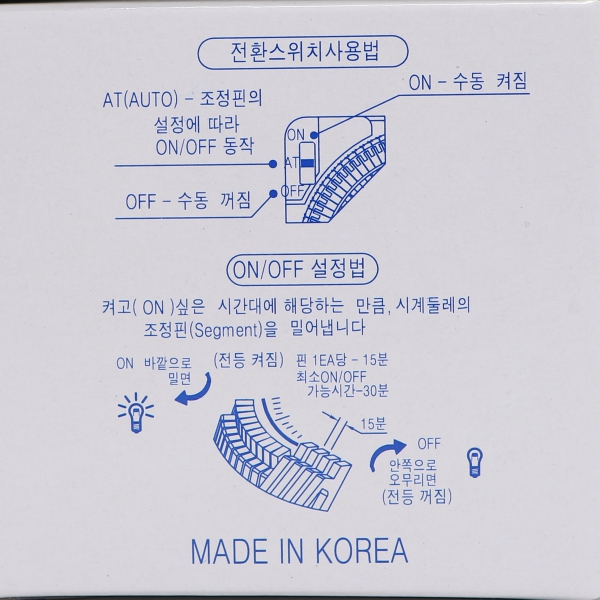 전환스위치사용법
ON - 수동 켜짐
AT(AUTO) - 조정핀의
설정에 따라
ON/OFF 동작
ON
AT
OFF
OFF - 수동 꺼짐
ON/OFF 설정법
켜고( ON )싶은 시간대에 해당하는 만큼, 시계둘레의
조정핀(Segment)을 밀어냅니다
ON 바깥으로
밀면
(전등 켜짐)
핀 1EA당 - 15분
최소ON/OFF
가능시간-30분
15분
OFF
안쪽으로
오무리면
(전등 꺼짐)
MADE IN KOREA